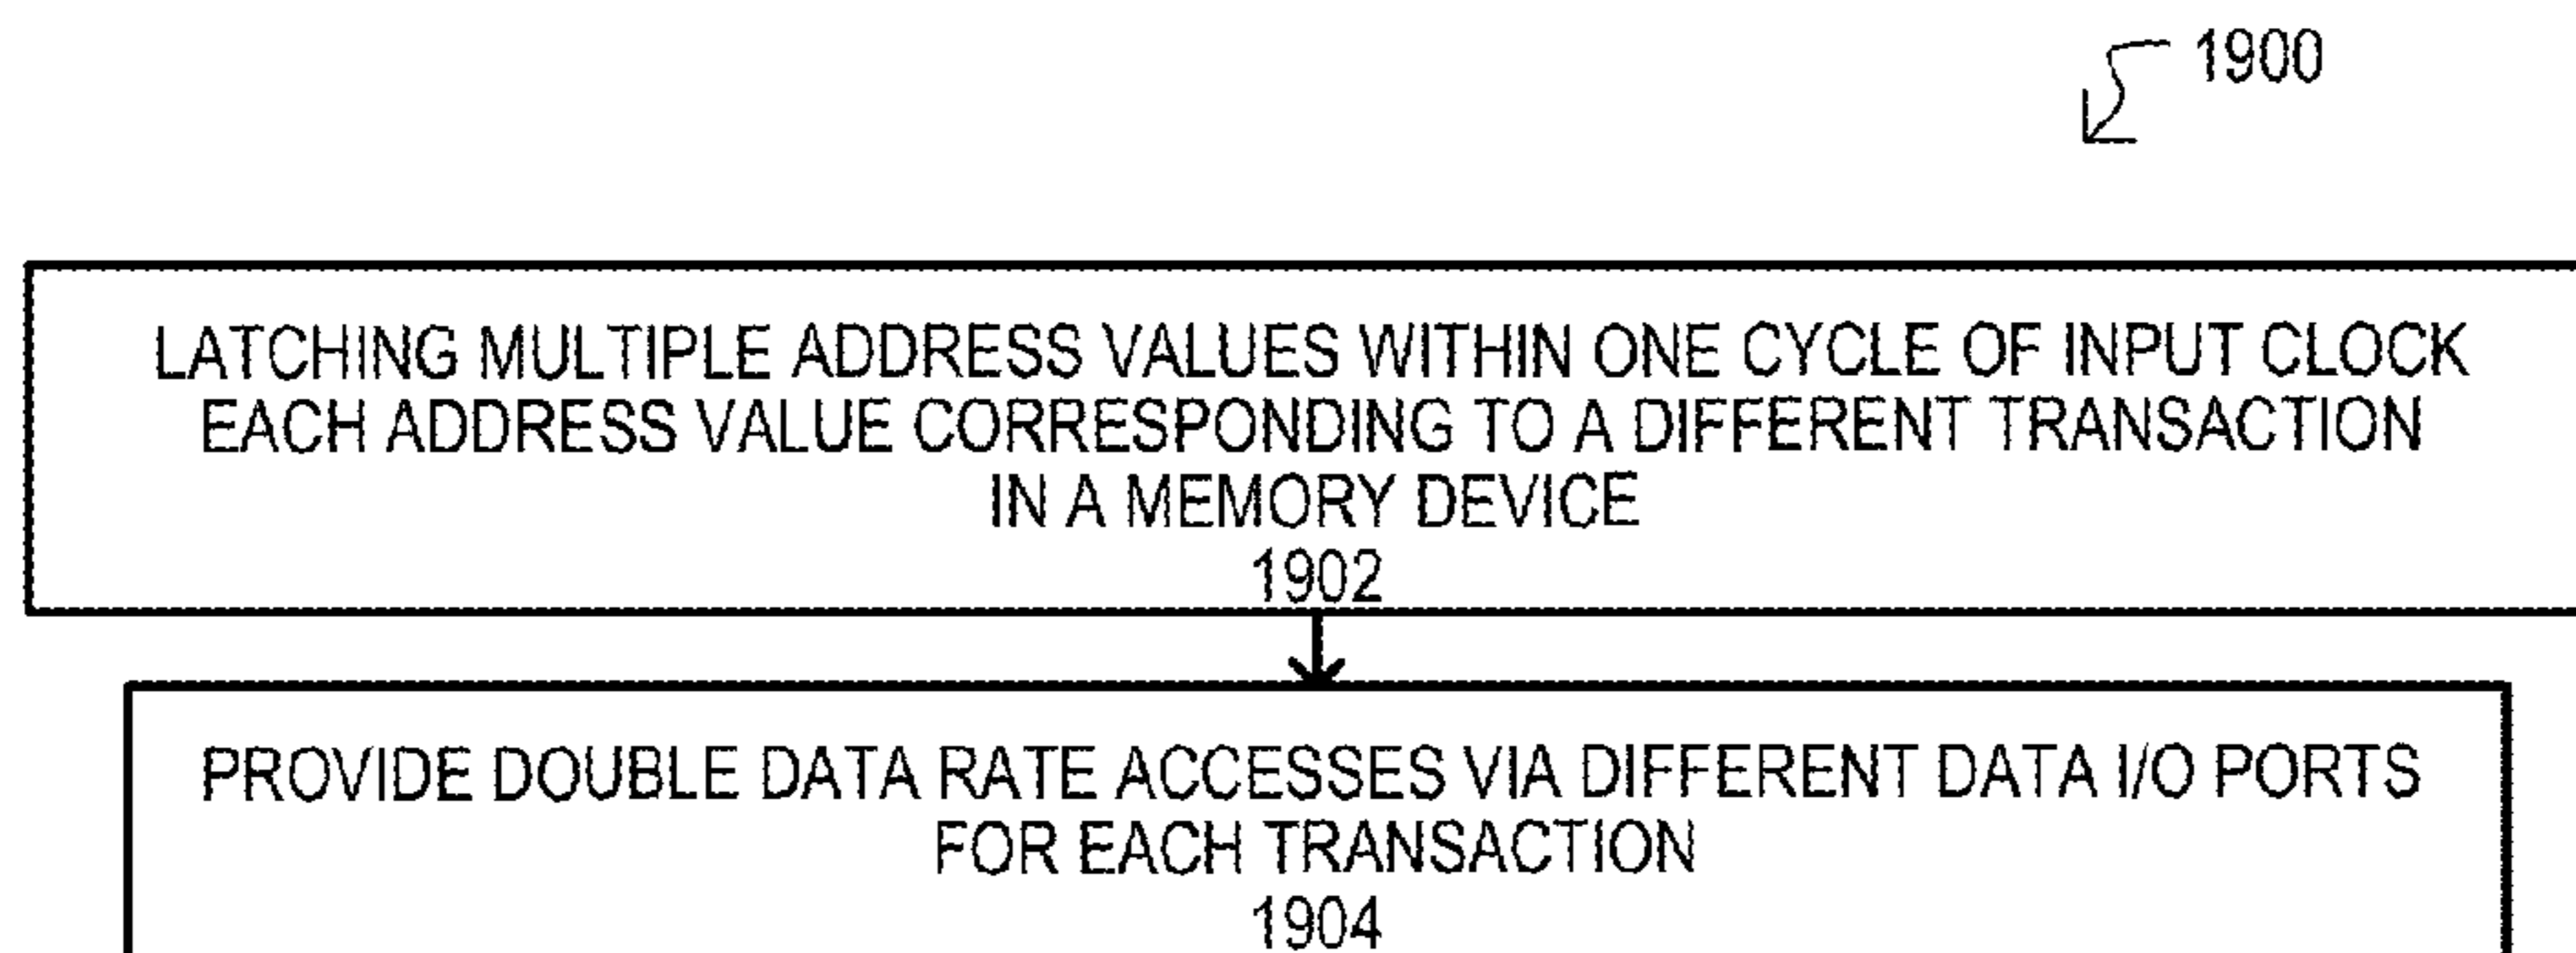 1900
LATCHING MULTIPLE ADDRESS VALUES WITHIN ONE CYCLE OF INPUT CLOCK
EACH ADDRESS VALUE CORRESPONDING TO A DIFFERENT TRANSACTION
IN A MEMORY DEVICE
1902
PROVIDE DOUBLE DATA RATE ACCESSES VIA DIFFERENT DATA I/O PORTS
FOR EACH TRANSACTION
1904